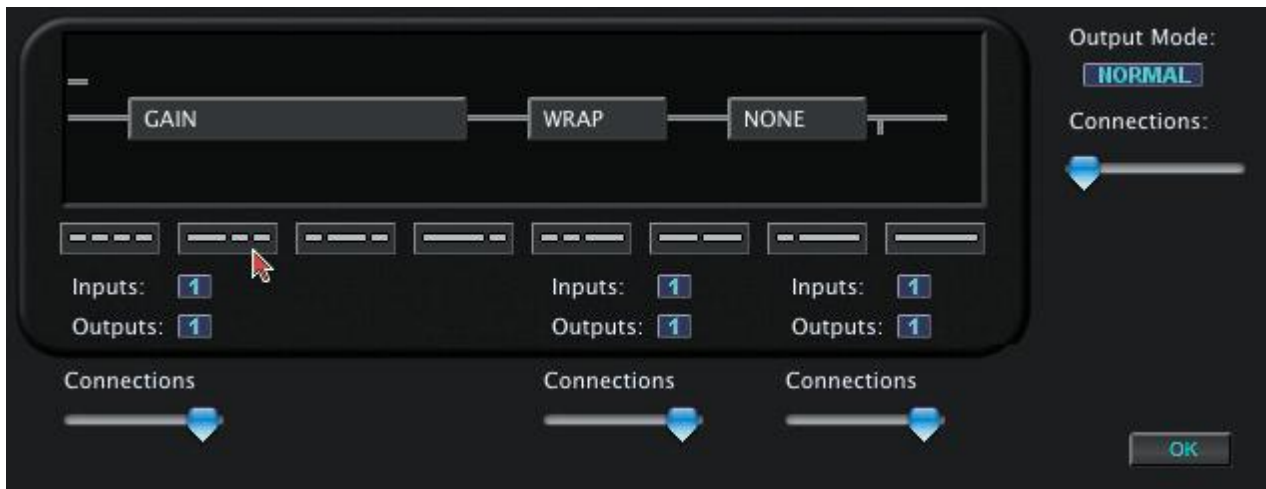 Output Mode:
NORMAL
GAIN WRAP NONE
Connections:
Inputs: 1 Inputs: 1 Inputs: 1
Outputs: 1 Outputs: 1 Outputs: 1
Connections Connections Connections
OK